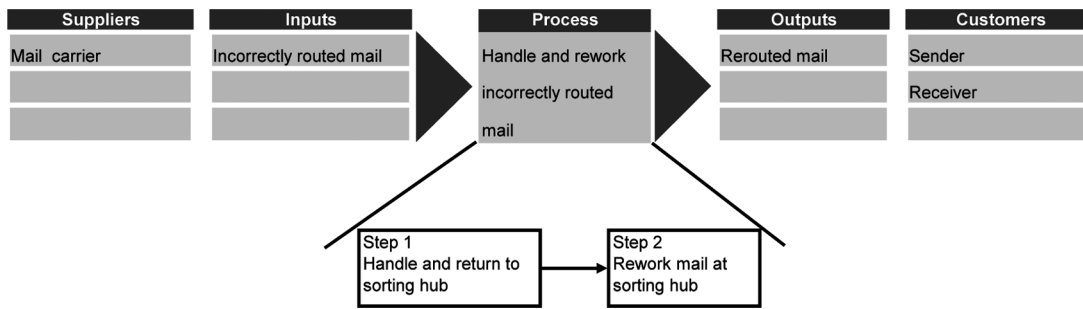 Suppliers
Inputs
Process
Outputs
Customers
Mail carrier
Incorrectly routed mail
Handle and rework
incorrectly routed
mail
Rerouted mail
Sender
Receiver
Step 1
Handle and return to
sorting hub
Step 2
Rework mail at
sorting hub